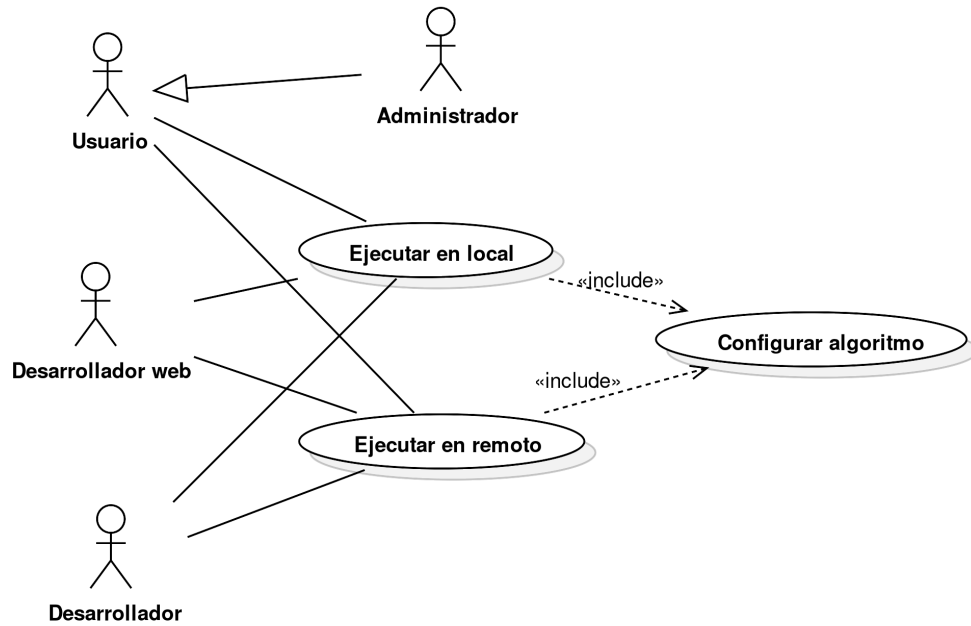 Administrador
Usuario
Ejecutar en local
«include»
Configurar algoritmo
Desarrollador web
«include»
Ejecutar en remoto
Desarrollador